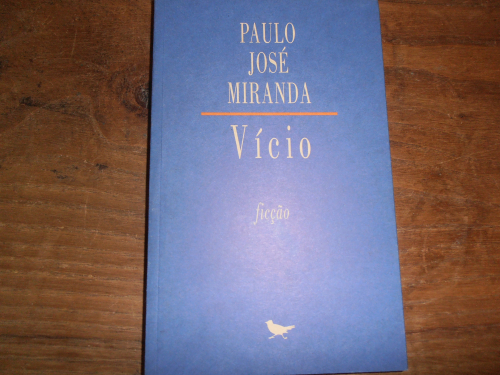 PAULO
JOSÉ
MIRANDA
Vício
ficção